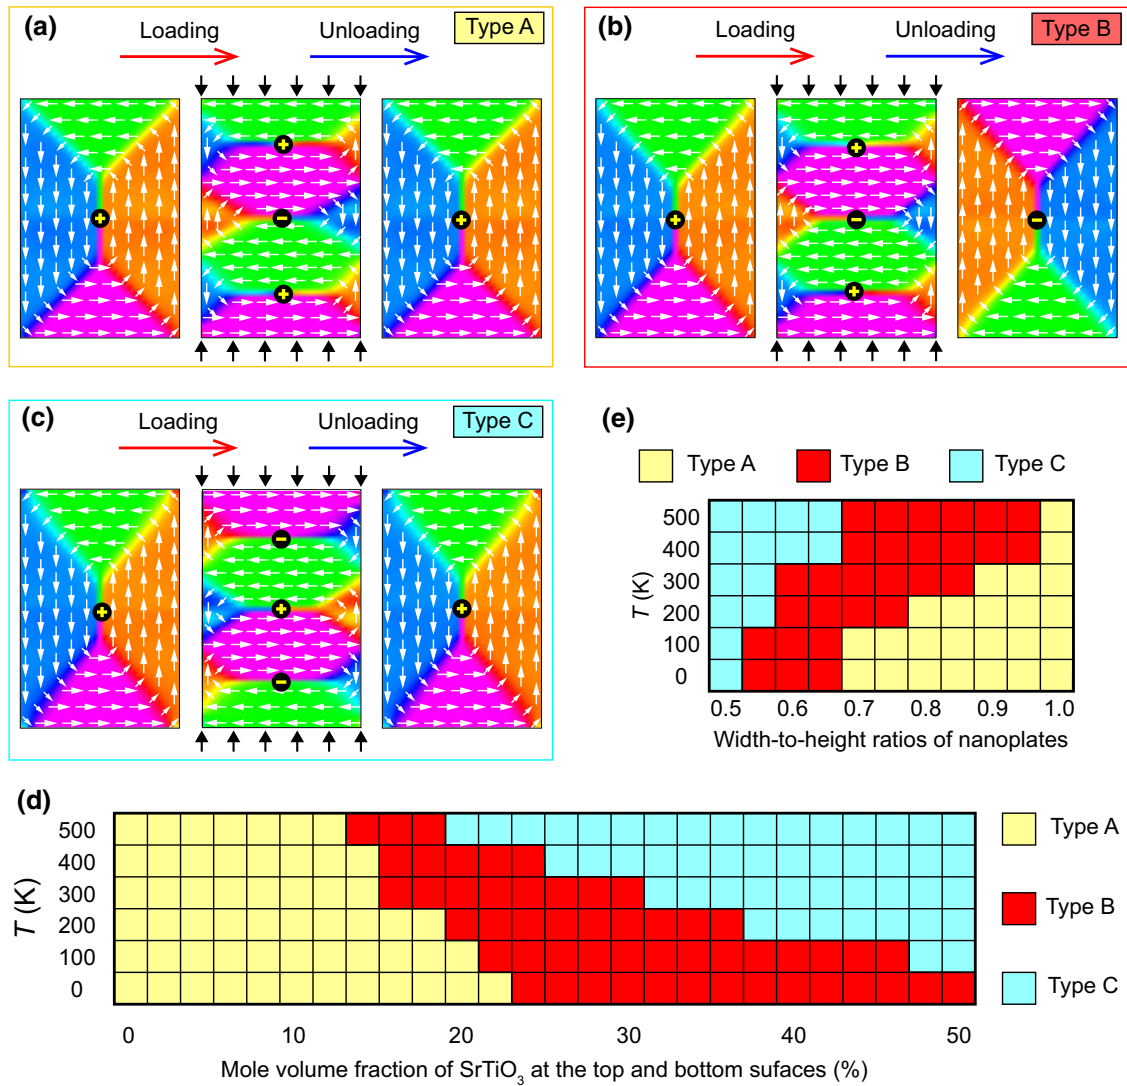 (a) Loading Unloading Type A
(b) Loading Unloading Type B
+ + - + +
+ + - + -
(c) Loading Unloading Type C
+ - + - +
(e)
Type A Type B Type C
500
400
300
200
100
0
T (K)
0.5 0.6 0.7 0.8 0.9 1.0
Width-to-height ratios of nanoplates
(d)
500
400
300
200
100
0
T (K)
Type A
Type B
Type C
0 10 20 30 40 50
Mole volume fraction of SrTiO₃ at the top and bottom sufaces (%)